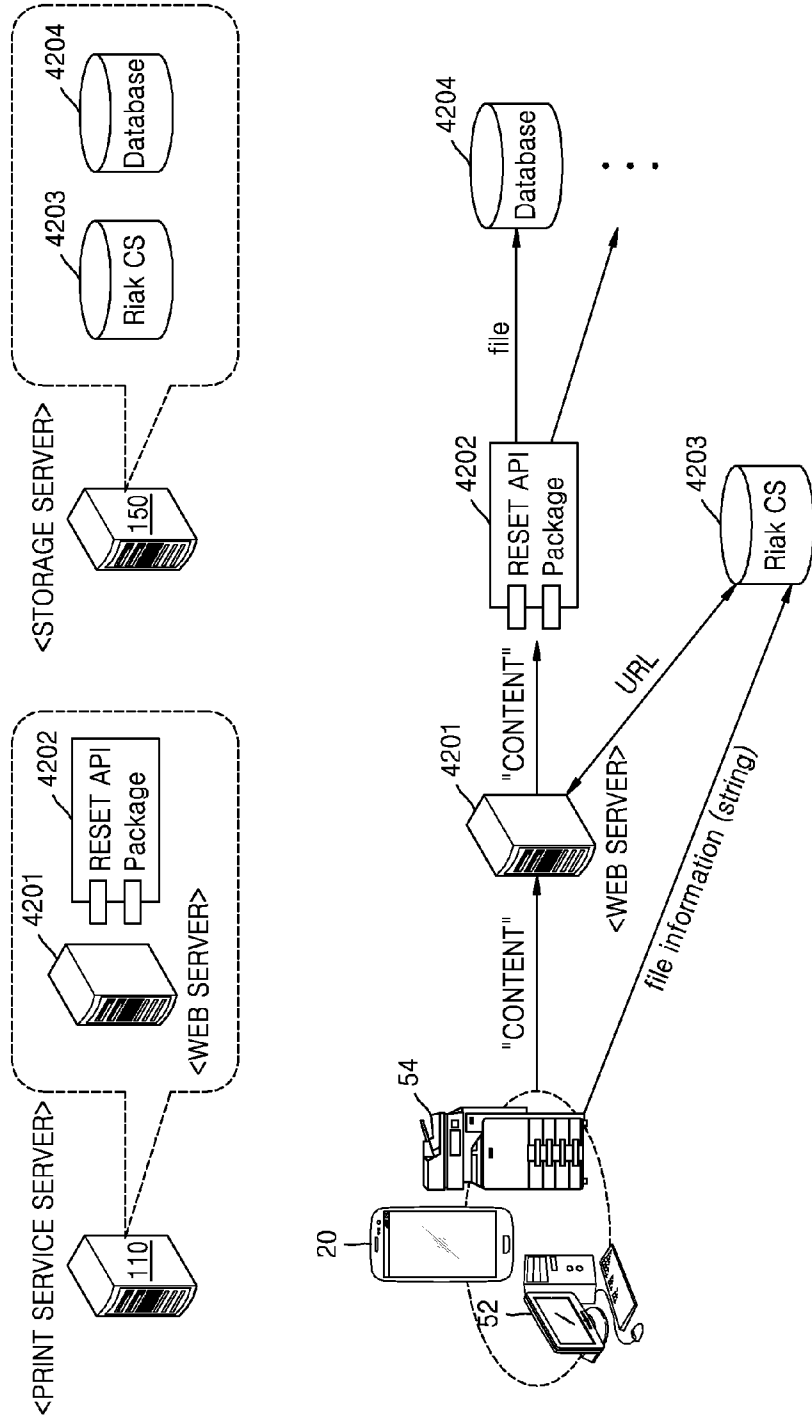 <PRINT SERVICE SERVER>
110
4201
4202
RESET API
Package
<WEB SERVER>
<STORAGE SERVER>
150
4203
Riak CS
4204
Database
20
54
52
"CONTENT"
4201
<WEB SERVER>
"CONTENT"
4202
RESET API
Package
file
4204
Database
URL
file information (string)
4203
Riak CS